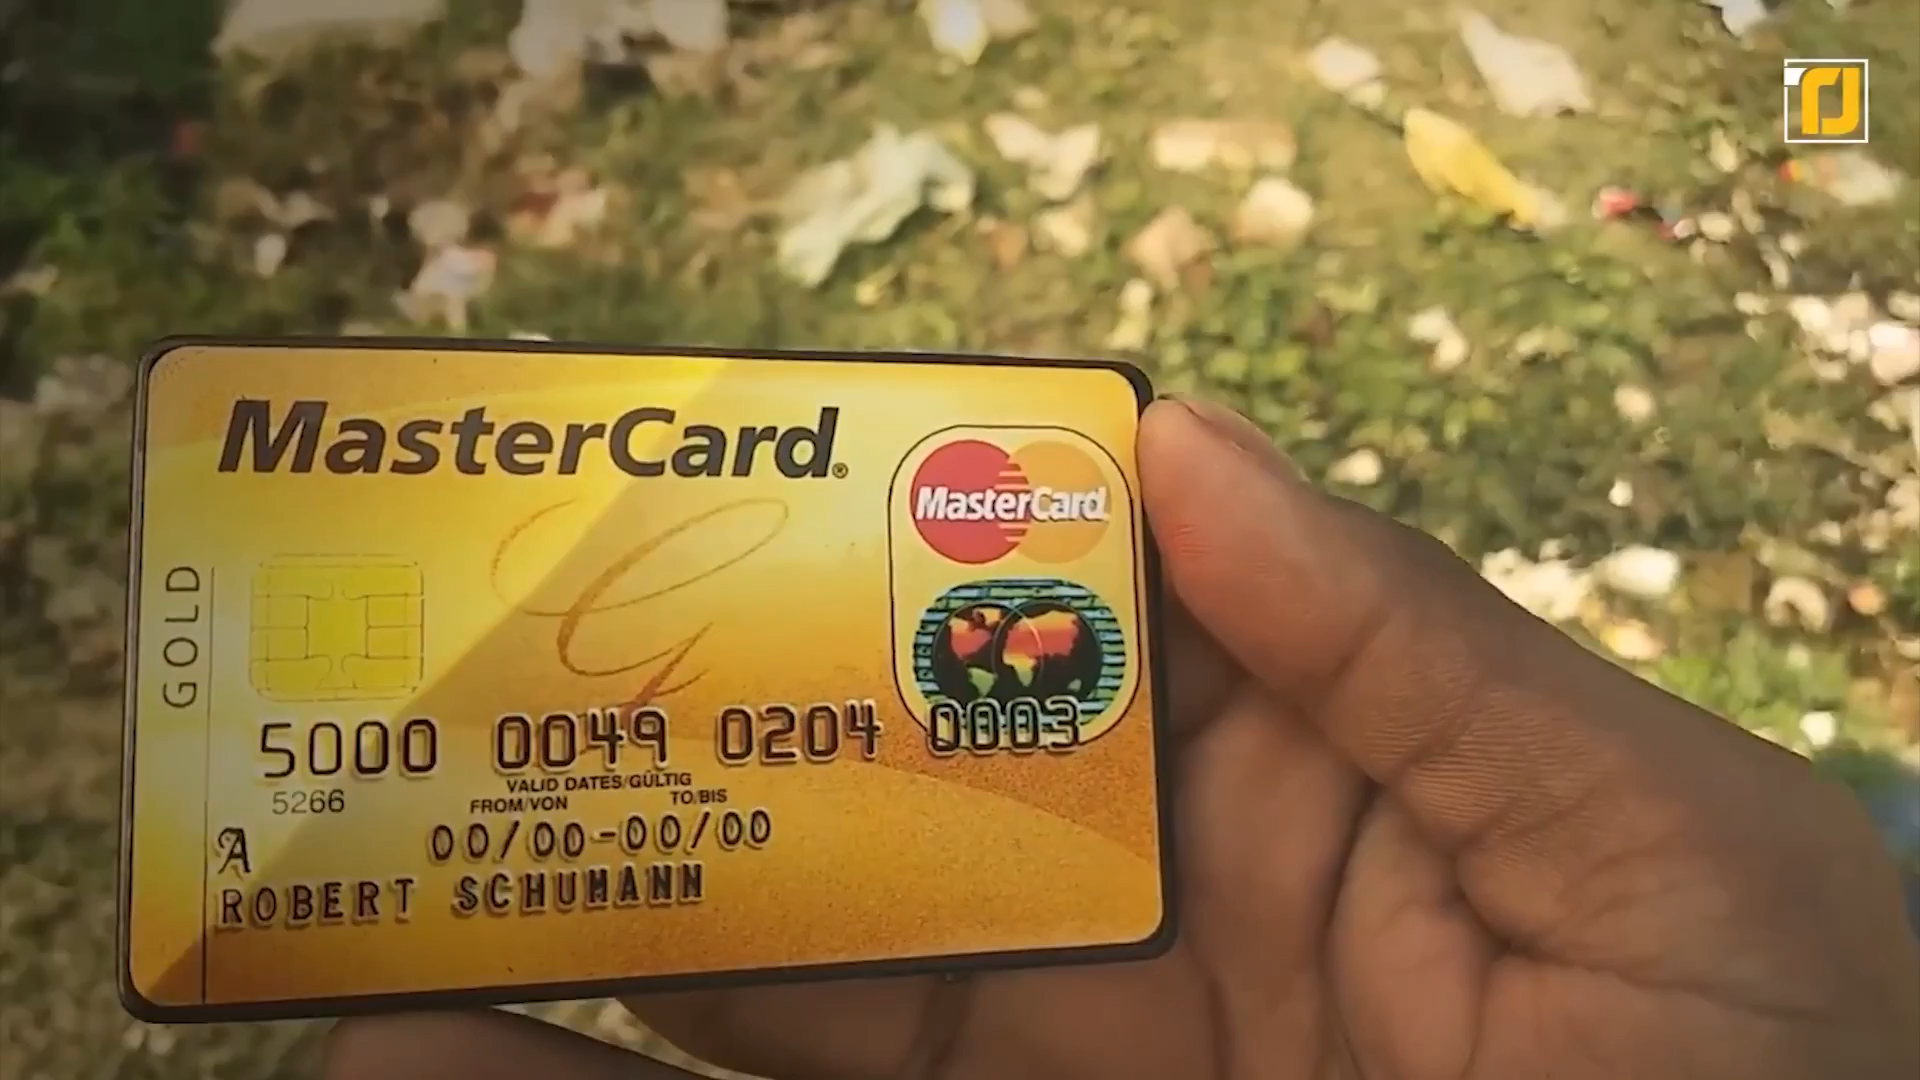 MasterCard®
MasterCard
GOLD
5000 0049 0204 0003
5266
VALID DATES/GÜLTIG
FROM/VON TO/BIS
A 00/00-00/00
ROBERT SCHUMANN